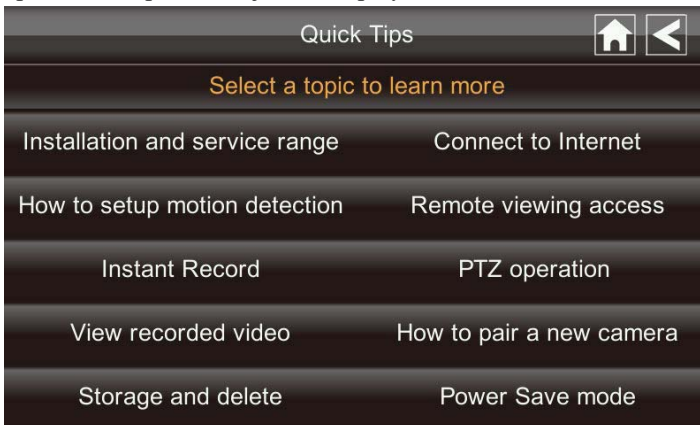 Quick Tips
Select a topic to learn more
Installation and service range
Connect to Internet
How to setup motion detection
Remote viewing access
Instant Record
PTZ operation
View recorded video
How to pair a new camera
Storage and delete
Power Save mode